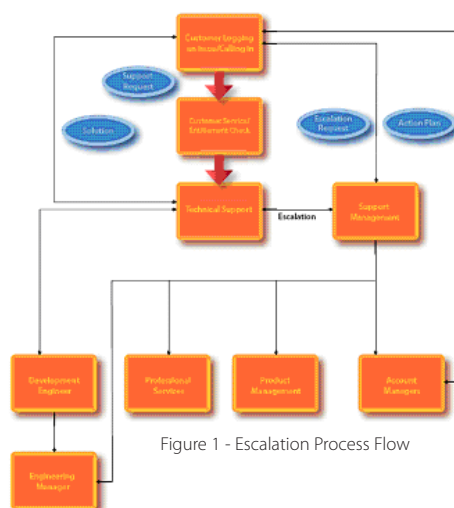 Customer Logging
an Issue/Calling In
Support
Request
Customer Service/
Entitlement Check
Solution
Escalation
Request
Action Plan
Technical Support
Escalation
Support
Management
Development
Engineer
Professional
Services
Product
Management
Account
Managers
Figure 1 - Escalation Process Flow
Engineering
Manager